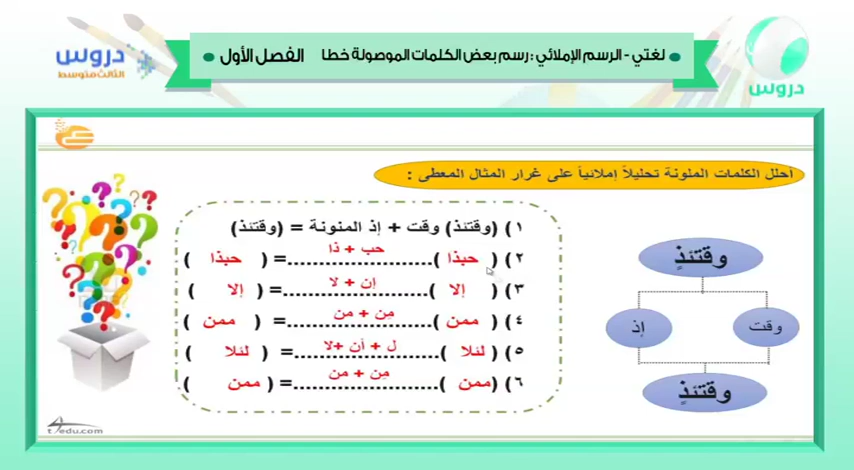 لغتي - الرسم الإملائي : رسم بعض الكلمات الموصولة خطا الفصل الأول
دروس
الثالث متوسط
دروس
أحلل الكلمات الملونة تحليلاً إملائياً على غرار المثال المعطى :
١) (وقتئذ) وقت + إذ المنونة = (وقتئذ)
٢) ( حبذا ) حب + ذا ......................= ( حبذا )
٣) ( إلا ) إن + لا ......................= ( إلا )
٤) ( ممن ) مِن + من ......................= ( ممن )
٥) ( لئلا ) ل + أن +لا ......................= ( لئلا )
٦) (ممن ) مِن + من ......................= ( ممن )
وقتئذٍ
وقت
إذ
وقتئذٍ
t4edu.com